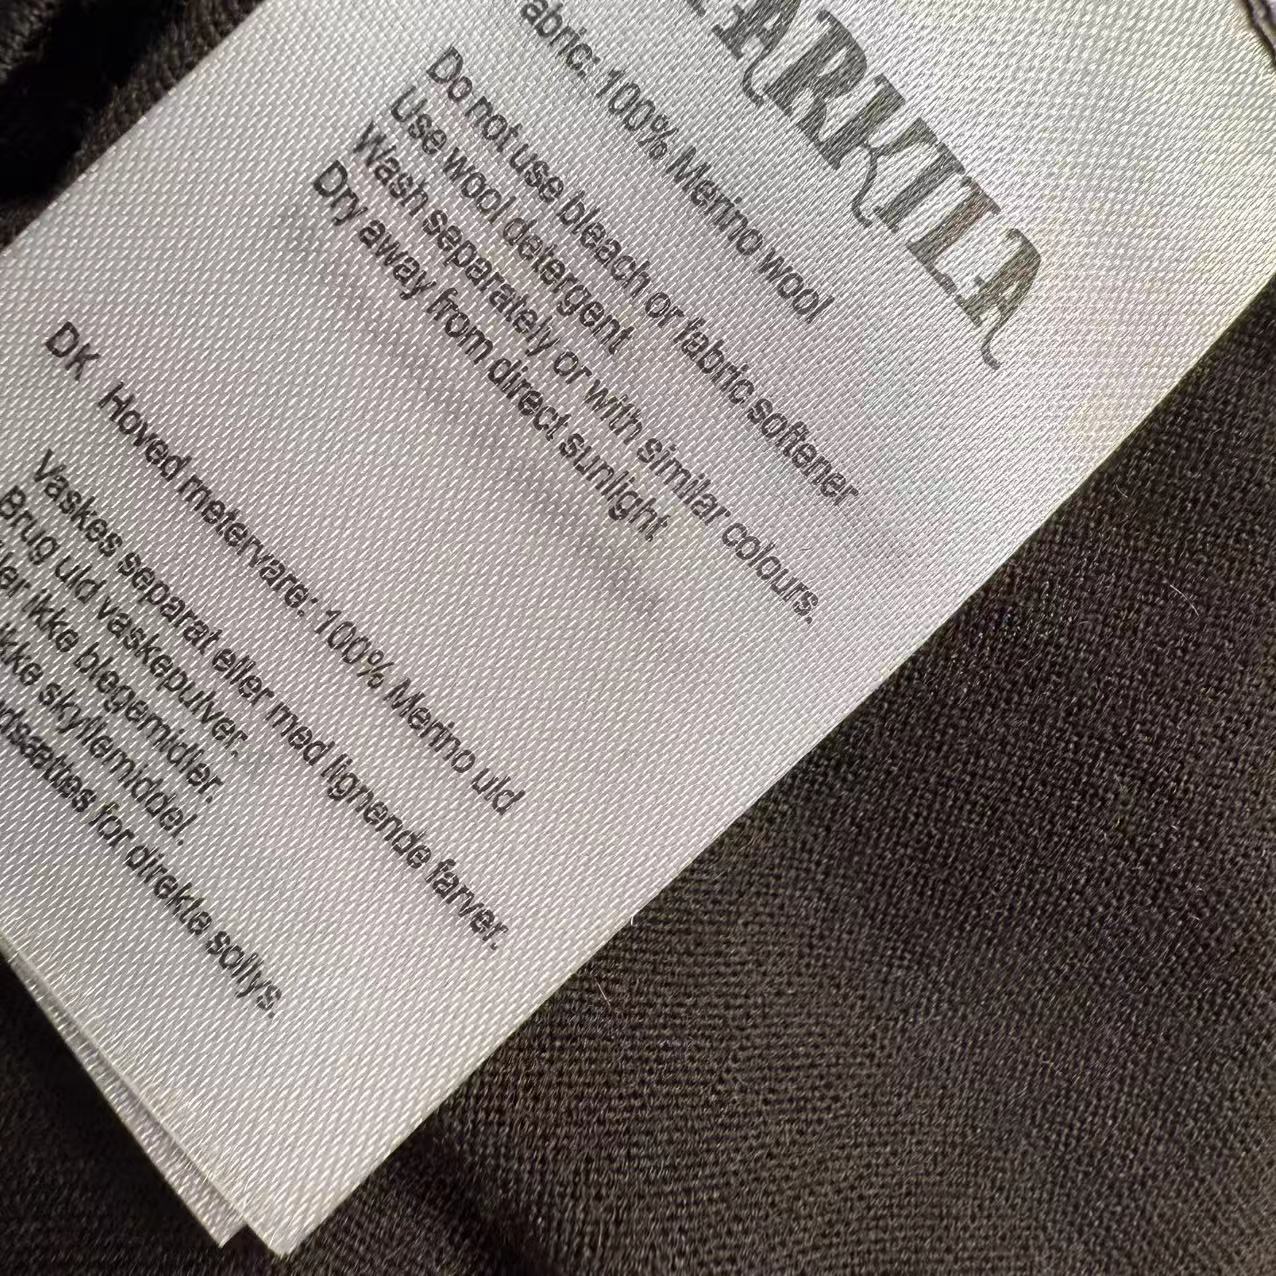 ARKILA
abric: 100% Merino wool
Do not use bleach or fabric softener
Use wool detergent
Wash separately or with similar colours.
Dry away from direct sunlight
DK Hoved metervare: 100% Merino uld
Vaskes separat eller med lignende farver.
Brug uld vaskepulver.
ikke blegemidler.
skyllemiddel.
for direkte sollys.